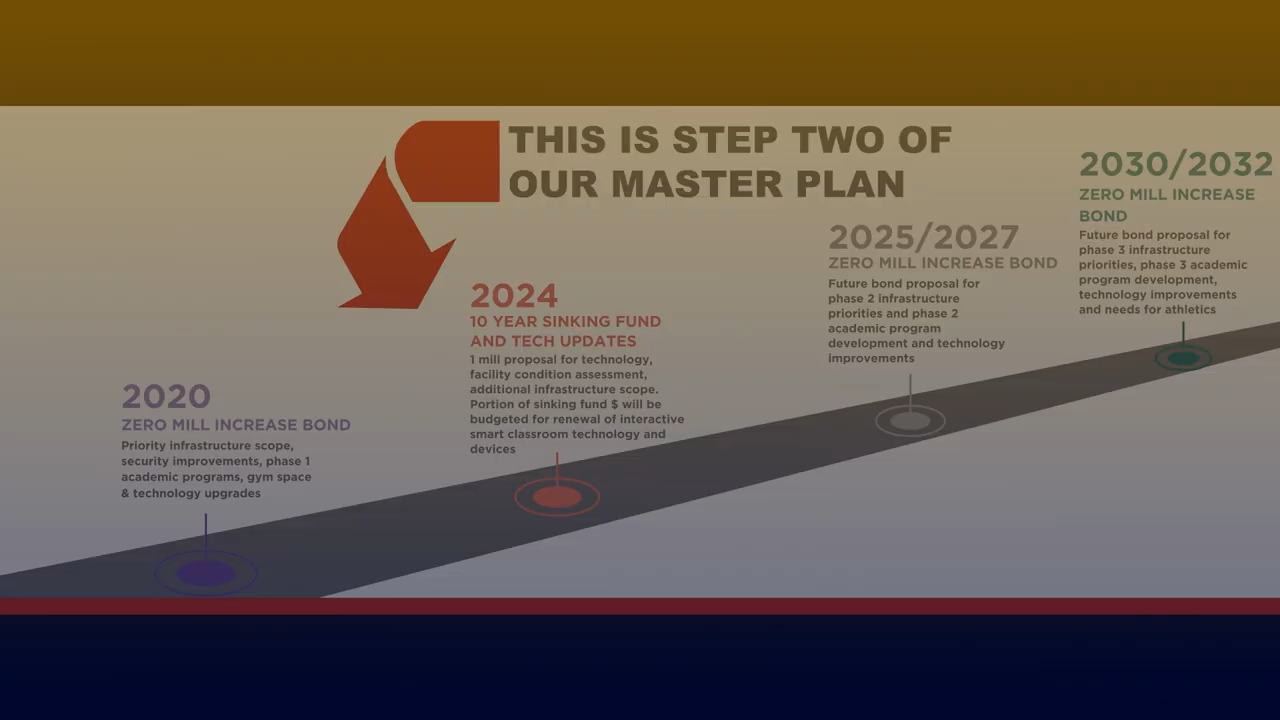 THIS IS STEP TWO OF
OUR MASTER PLAN
2020
ZERO MILL INCREASE BOND
Priority infrastructure scope,
security improvements, phase 1
academic programs, gym space
& technology upgrades
2024
10 YEAR SINKING FUND
AND TECH UPDATES
1 mill proposal for technology,
facility condition assessment,
additional infrastructure scope.
Portion of sinking fund $ will be
budgeted for renewal of interactive
smart classroom technology and
devices
2025/2027
ZERO MILL INCREASE BOND
Future bond proposal for
phase 2 infrastructure
priorities and phase 2
academic program
development and technology
improvements
2030/2032
ZERO MILL INCREASE
BOND
Future bond proposal for
phase 3 infrastructure
priorities, phase 3 academic
program development,
technology improvements
and needs for athletics